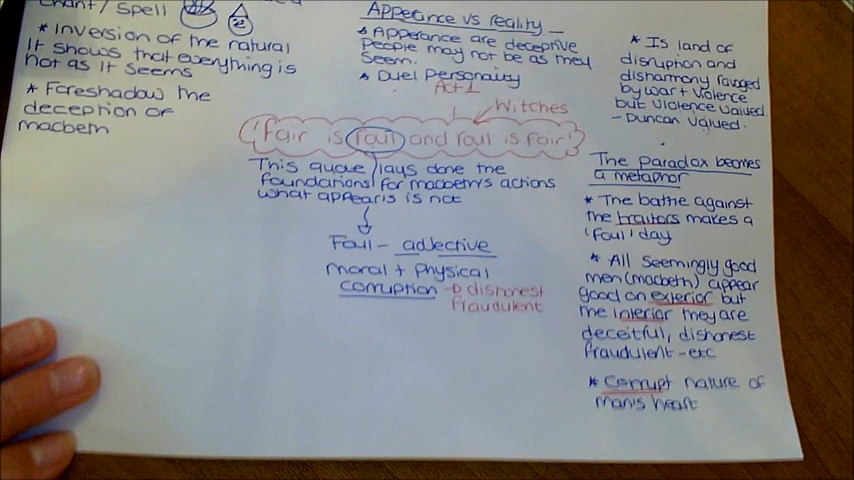 Chant / Spell
* Inversion of the natural
It shows that everything is
not as it seems
* Foreshadow the
deception of
macbeth
Apperance vs reality -
* Apperance are deceptive
People may not be as they
seem.
* Duel Personality
Act 1
Witches
'Fair is foul and foul is fair'
This quote lays done the
foundations for macbeth's actions
what appears is not
Foul - adjective
moral + physical
corruption → dishonest
fraudulent
* Is land of
disruption and
disharmony ravaged
by war + violence
but violence valued.
- Duncan valued.
The paradox becomes
a metaphor
* The battle against
the traitors makes a
'foul' day
* All seemingly good
men (macbeth) appear
good on exterior but
the interior they are
deceitful, dishonest
fraudulent - etc
* Corrupt nature of
man's heart